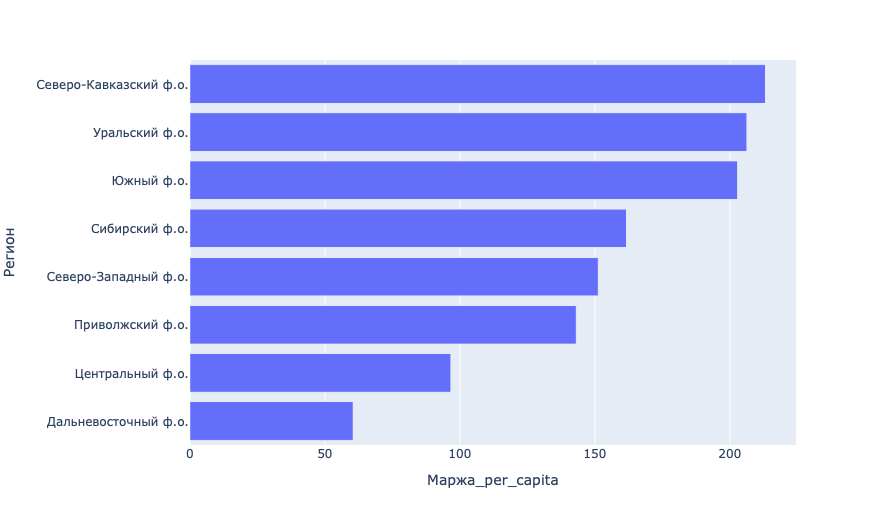 Северо-Кавказский ф.о.
Уральский ф.о.
Южный ф.о.
Сибирский ф.о.
Северо-Западный ф.о.
Приволжский ф.о.
Центральный ф.о.
Дальневосточный ф.о.
Регион
0 50 100 150 200
Маржа_per_capita